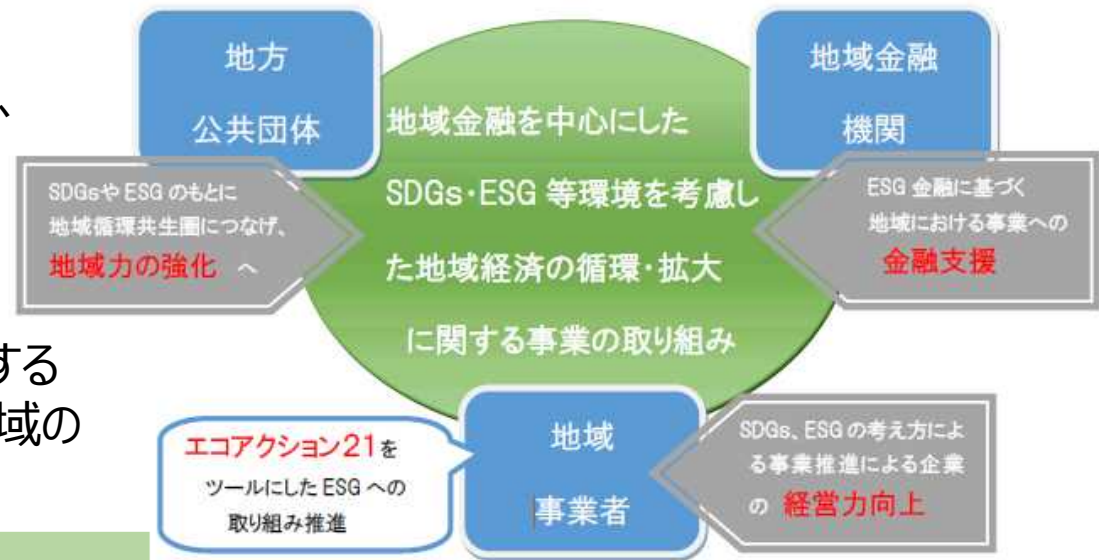 、
する
域の
地方
公共団体
地域金融
機関
地域金融を中心にした
SDGs・ESG 等環境を考慮し
た地域経済の循環・拡大
に関する事業の取り組み
SDGsやESGのもとに
地域循環共生圏につなげ、
地域力の強化 へ
ESG 金融に基づく
地域における事業への
金融支援
エコアクション21を
ツールにした ESG への
取り組み推進
地域
事業者
SDGs、ESG の考え方によ
る事業推進による企業
の 経営力向上